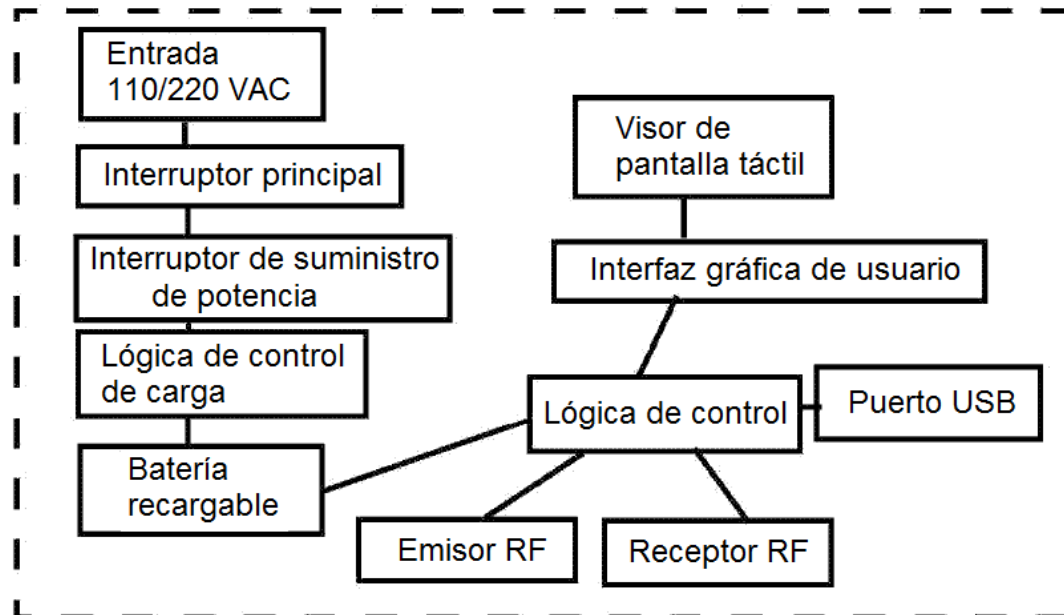 Entrada
110/220 VAC
Interruptor principal
Interruptor de suministro
de potencia
Lógica de control
de carga
Batería
recargable
Visor de
pantalla táctil
Interfaz gráfica de usuario
Lógica de control
Puerto USB
Emisor RF
Receptor RF